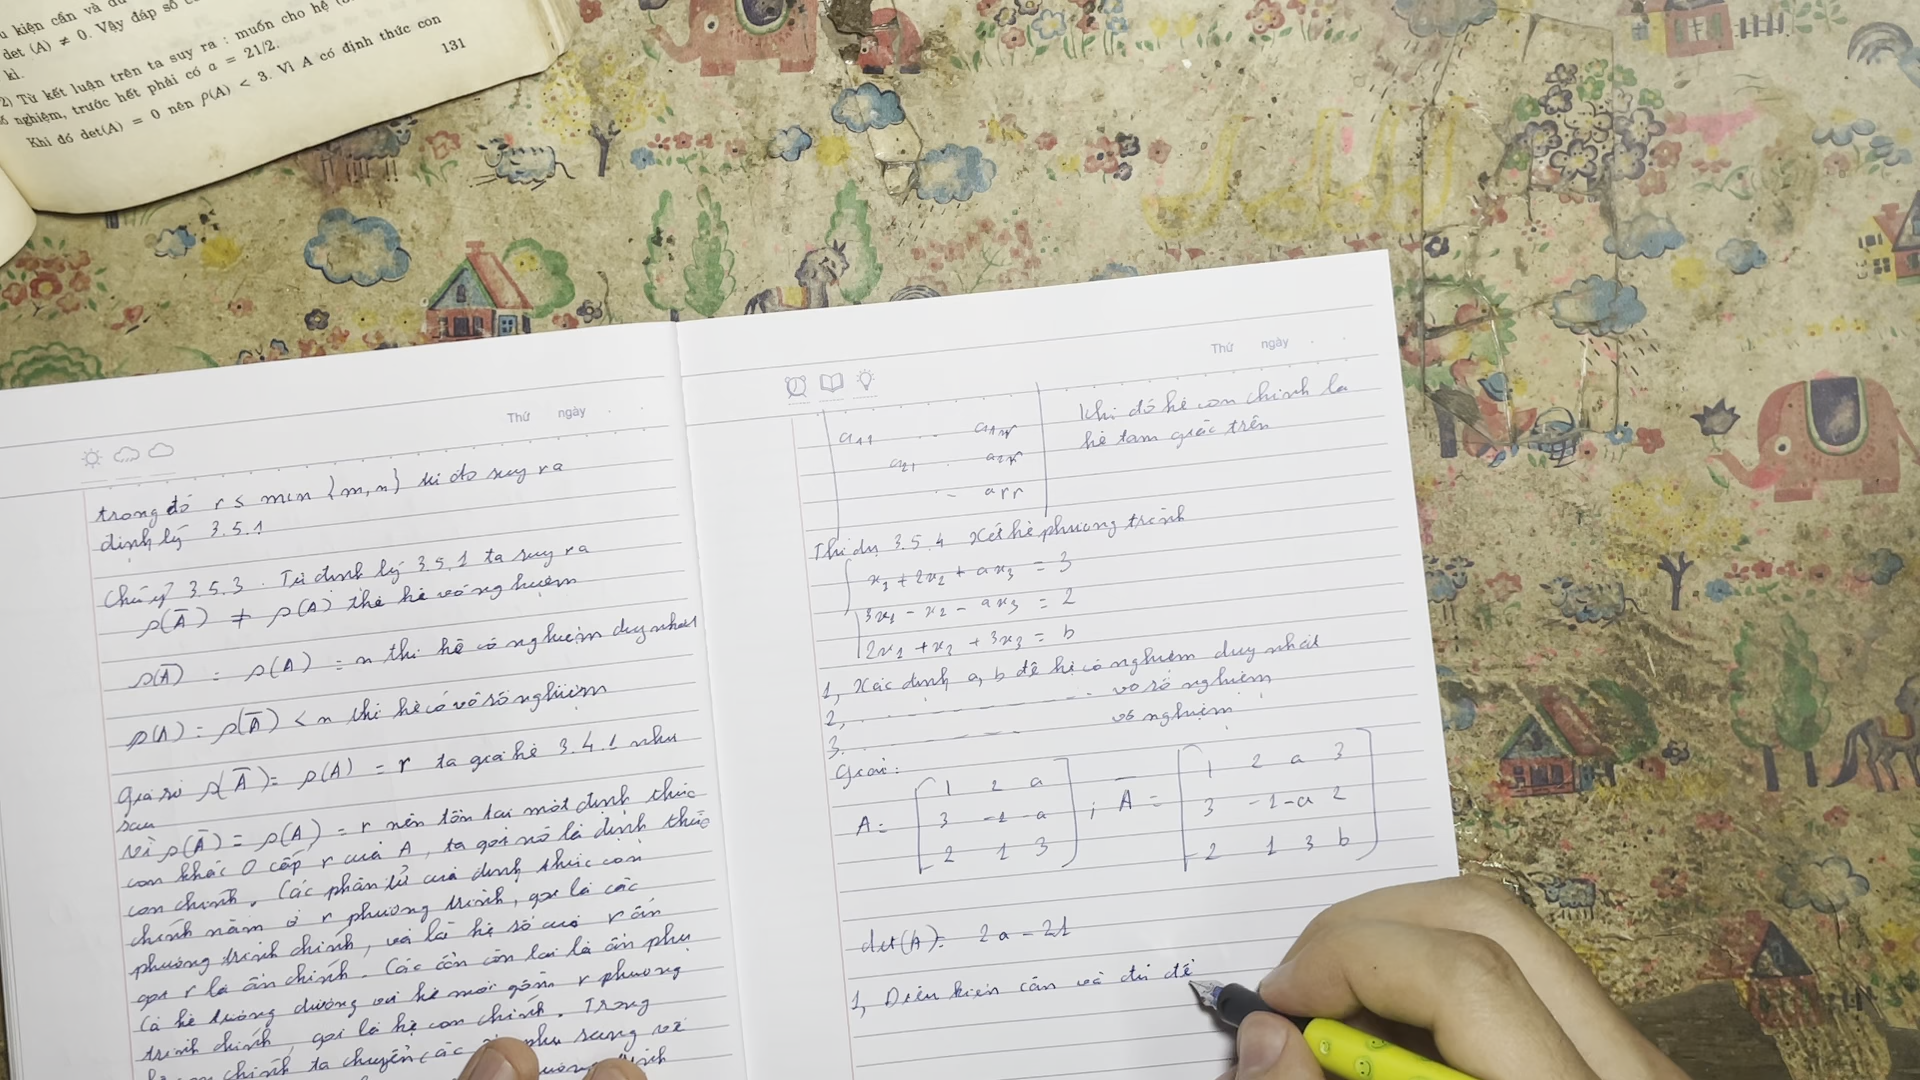 u kiện cần và đủ
det (A) ≠ 0. Vậy đáp số
kì.
2) Từ kết luận trên ta suy ra : muốn cho hệ
số nghiệm, trước hết phải có a = 21/2.
Khi đó det(A) = 0 nên ρ(A) < 3. Vì A có định thức con
131
Thứ ngày
trong đó r ≤ min {m,n} từ đó suy ra
định lý 3.5.1
Chú ý 3.5.3. Từ định lý 3.5.1 ta suy ra
ρ(Ā) ≠ ρ(A) thì hệ vô nghiệm
ρ(Ā) = ρ(A) = n thì hệ có nghiệm duy nhất
ρ(A) = ρ(Ā) < n thì hệ có vô số nghiệm
Giả sử ρ(Ā) = ρ(A) = r ta giải hệ 3.4.1 như
sau
Vì ρ(Ā) = ρ(A) = r nên tồn tại một định thức
con khác 0 cấp r của A, ta gọi nó là định thức
con chính. Các phần tử của định thức con
chính nằm ở r phương trình, gọi là các
phương trình chính, và là hệ số của r ẩn
gọi r là ẩn chính. Các ẩn còn lại là ẩn phụ
Cả hệ tương đương với hệ mới gồm r phương
trình chính, gọi là hệ con chính. Trong
con chính ta chuyển các ẩn phụ sang vế
Thứ ngày
a11 . . a1r
a21 . a2r
. . arr
Khi đó hệ con chính là
hệ tam giác trên
Thí dụ 3.5.4 Xét hệ phương trình
x1 + 2x2 + ax3 = 3
3x1 - x2 - ax3 = 2
2x1 + x2 + 3x3 = b
1, Xác định a, b để hệ có nghiệm duy nhất
2, . . . . . . . . . vô số nghiệm
3. . . . . . . . . . vô nghiệm
Giải:
A = [ 1 2 a ; Ā = [ 1 2 a 3
3 -1 -a 3 -1 -a 2
2 1 3 ] 2 1 3 b ]
det(A) = 2a - 21
1, Điều kiện cần và đủ để